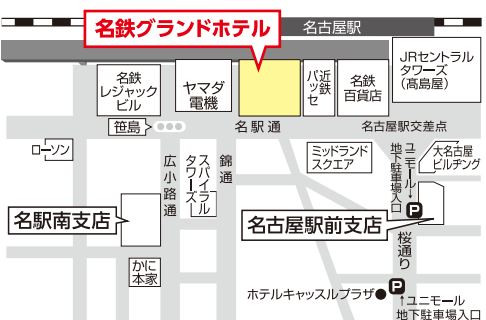 名鉄グランドホテル
名古屋駅
名鉄
レジャック
ビル
ヤマダ
電機
近鉄
パッセ
名鉄
百貨店
JRセントラル
タワーズ
(髙島屋)
笹島
名駅通
名古屋駅交差点
ローソン
広小路通
スパイラル
タワーズ
錦通
ミッドランド
スクエア
ユニモール
地下駐車場入口
大名古屋
ビルヂング
名駅南支店
名古屋駅前支店
P
桜通り
かに
本家
ホテルキャッスルプラザ
P
↑ユニモール
地下駐車場入口